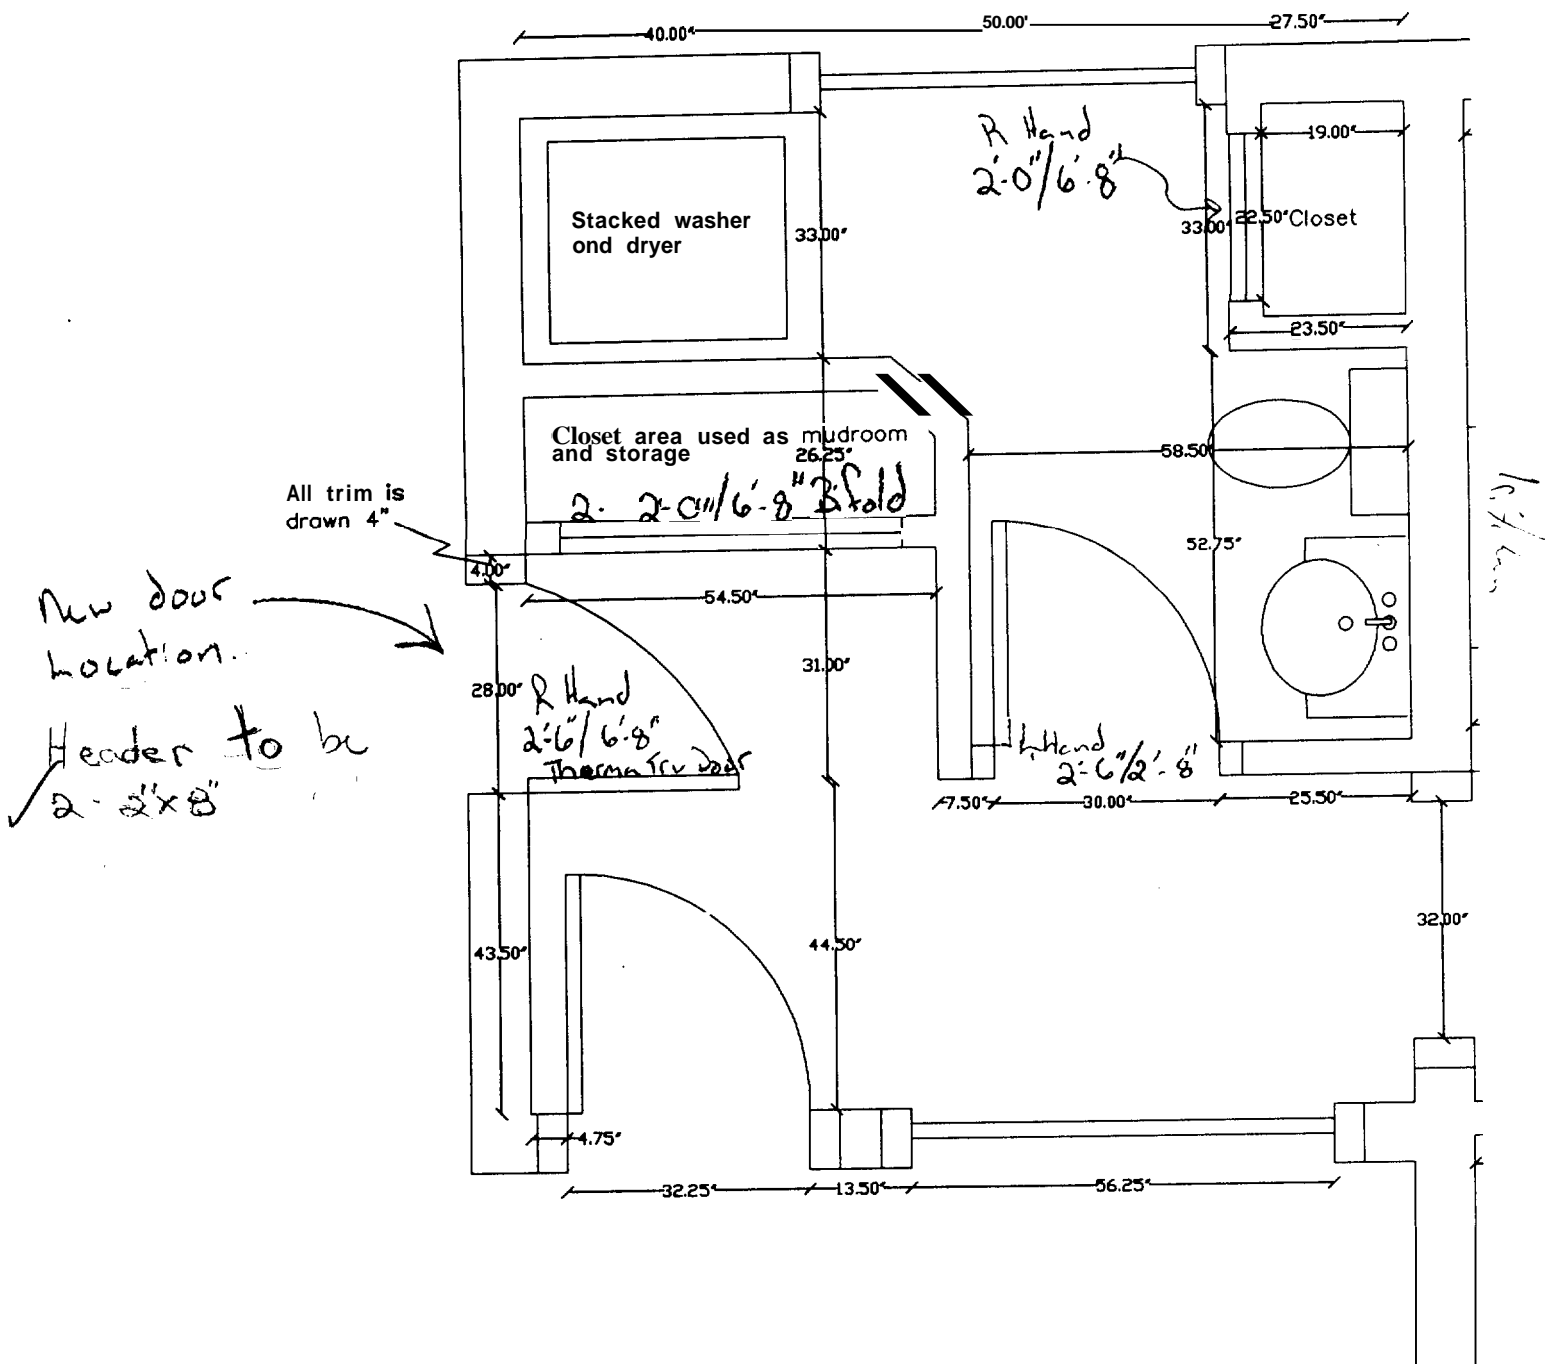 40.00"
50.00'
27.50"
R Hand
2'-0"/6'-8"
19.00"
Stacked washer
ond dryer
33.00"
33.00"
22.50"
Closet
23.50"
Closet area used as mudroom
and storage
26.25"
58.50"
2- 2'-0"/6'-8" Bifold
All trim is
drawn 4"
4.00"
52.75"
54.50"
New door
Location.
31.00"
28.00"
R Hand
2'-6"/6'-8"
Therma Tru Door
Header to be
2- 2"x8"
L Hand
2'-6"/2'-8"
7.50"
30.00"
25.50"
32.00"
43.50"
44.50"
4.75"
32.25"
13.50"
56.25"